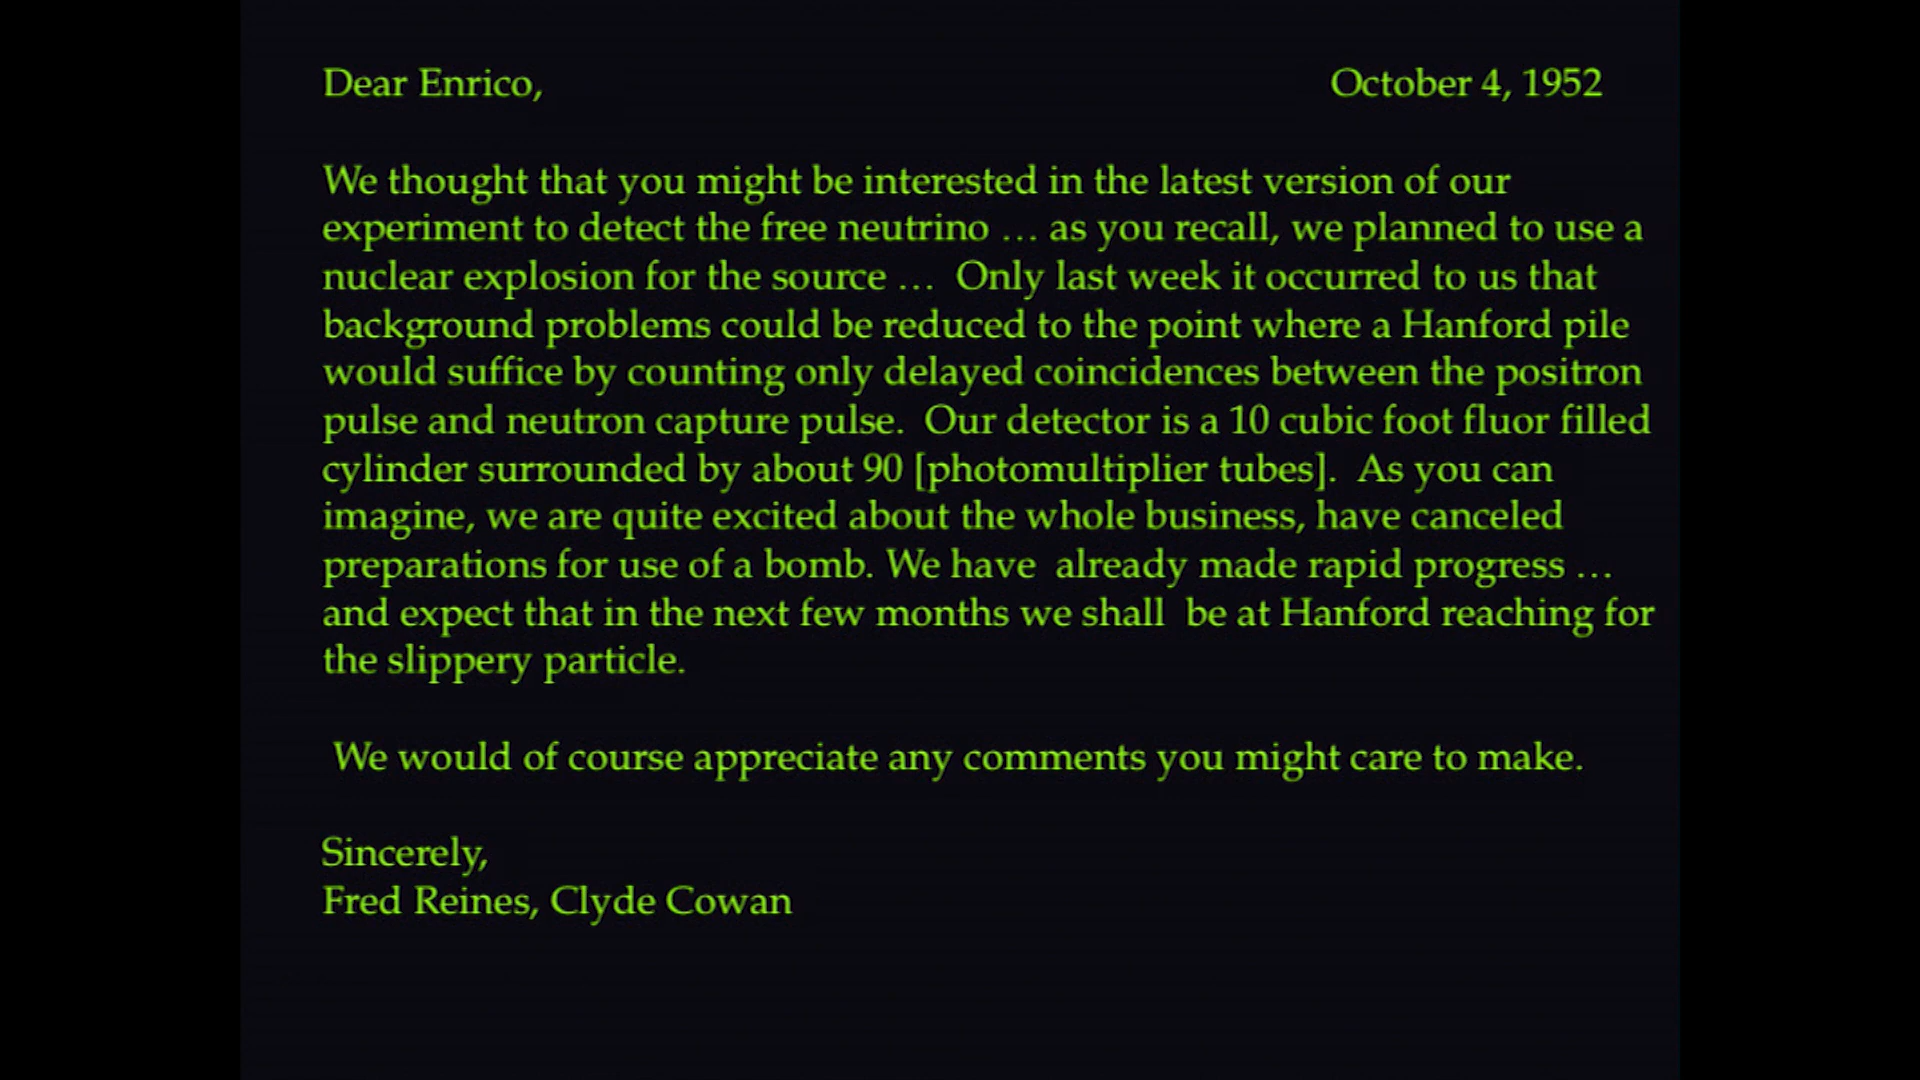 Dear Enrico, October 4, 1952
We thought that you might be interested in the latest version of our
experiment to detect the free neutrino … as you recall, we planned to use a
nuclear explosion for the source … Only last week it occurred to us that
background problems could be reduced to the point where a Hanford pile
would suffice by counting only delayed coincidences between the positron
pulse and neutron capture pulse. Our detector is a 10 cubic foot fluor filled
cylinder surrounded by about 90 [photomultiplier tubes]. As you can
imagine, we are quite excited about the whole business, have canceled
preparations for use of a bomb. We have already made rapid progress …
and expect that in the next few months we shall be at Hanford reaching for
the slippery particle.
We would of course appreciate any comments you might care to make.
Sincerely,
Fred Reines, Clyde Cowan